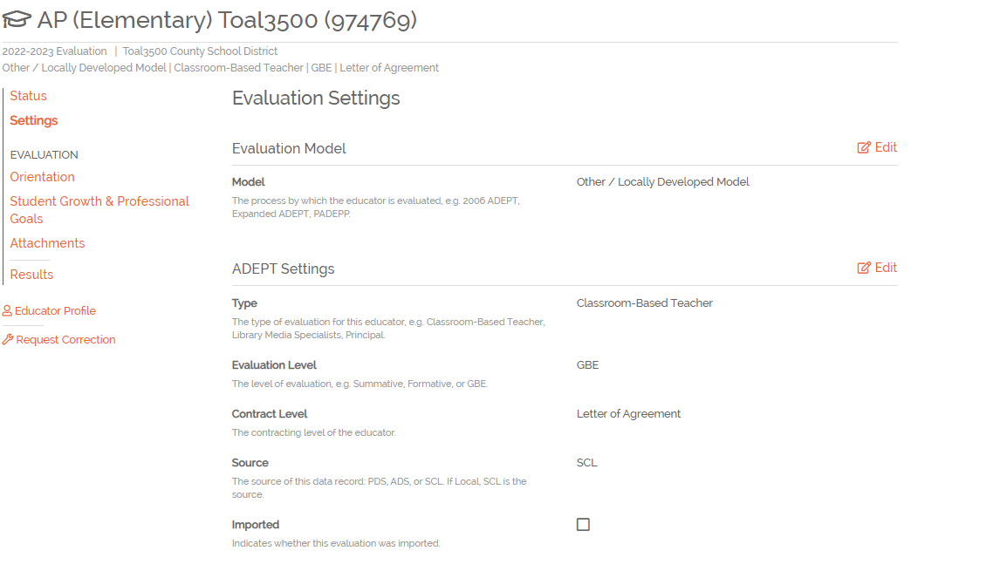 AP (Elementary) Toal3500 (974769)
2022-2023 Evaluation | Toal3500 County School District
Other / Locally Developed Model | Classroom-Based Teacher | GBE | Letter of Agreement
Status
Settings
EVALUATION
Orientation
Student Growth & Professional
Goals
Attachments
Results
Educator Profile
Request Correction
Evaluation Settings
Evaluation Model
Edit
Model
Other / Locally Developed Model
The process by which the educator is evaluated, e.g. 2006 ADEPT,
Expanded ADEPT, PADEPP.
ADEPT Settings
Edit
Type
Classroom-Based Teacher
The type of evaluation for this educator, e.g. Classroom-Based Teacher,
Library Media Specialists, Principal.
Evaluation Level
GBE
The level of evaluation, e.g. Summative, Formative, or GBE.
Contract Level
Letter of Agreement
The contracting level of the educator.
Source
SCL
The source of this data record: PDS, ADS, or SCL. If Local, SCL is the
source.
Imported
Indicates whether this evaluation was imported.